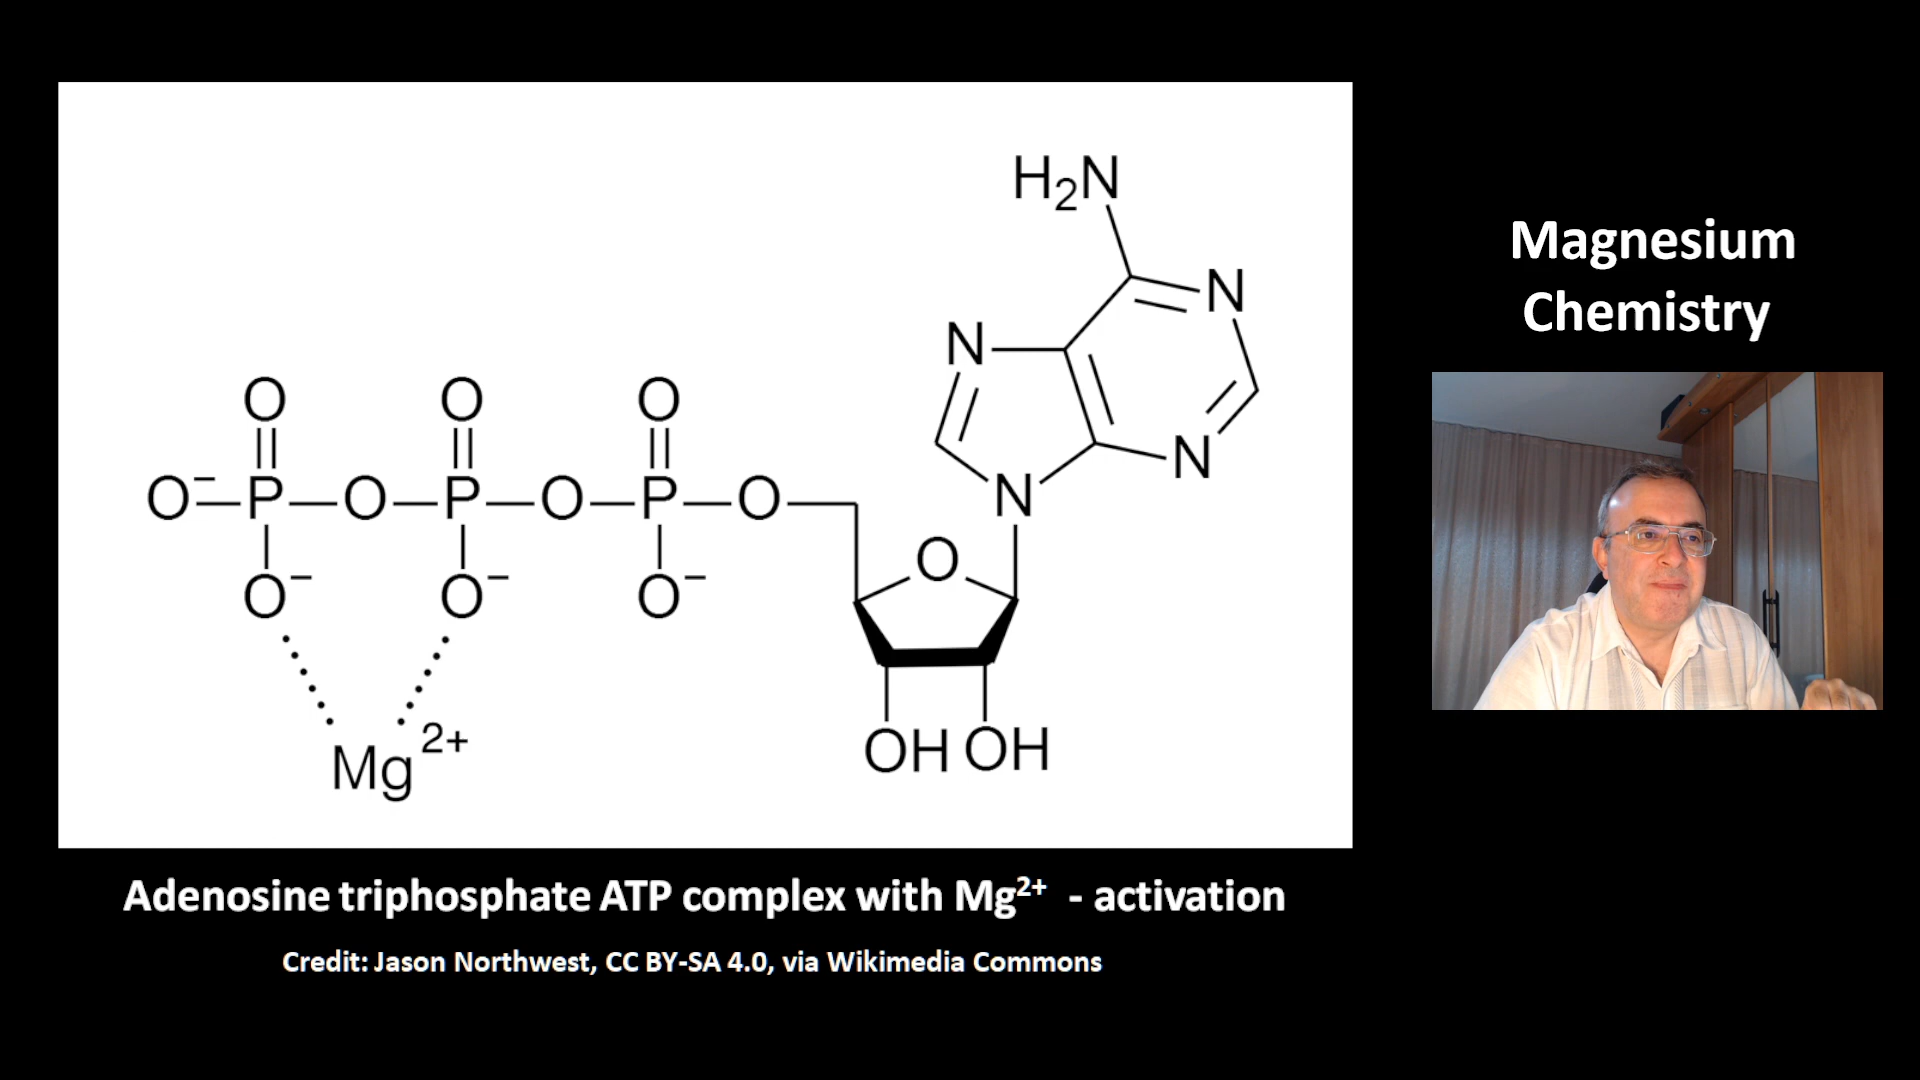 H2N
N
N
O O O
O⁻ P O P O P O
N
N
O⁻ O⁻ O⁻
O
Mg2+
OH OH
Magnesium
Chemistry
Adenosine triphosphate ATP complex with Mg2+ - activation
Credit: Jason Northwest, CC BY-SA 4.0, via Wikimedia Commons